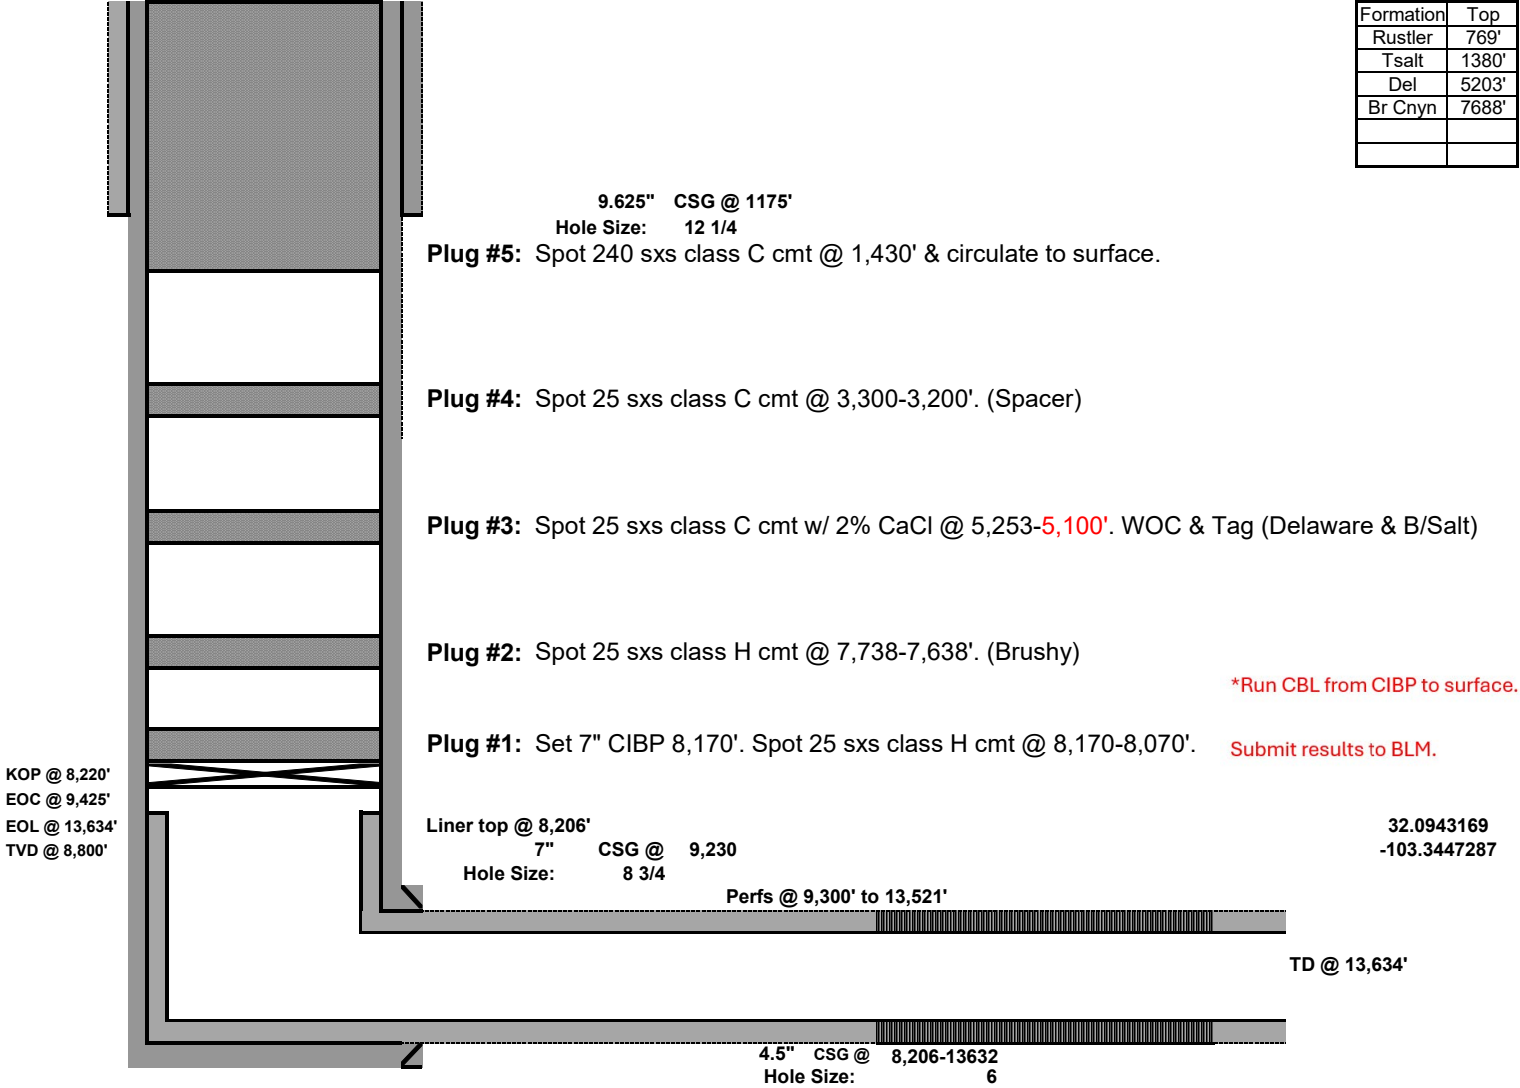 Formation Top
Rustler 769'
Tsalt 1380'
Del 5203'
Br Cnyn 7688'
9.625" CSG @ 1175'
Hole Size: 12 1/4
Plug #5: Spot 240 sxs class C cmt @ 1,430' & circulate to surface.
Plug #4: Spot 25 sxs class C cmt @ 3,300-3,200'. (Spacer)
Plug #3: Spot 25 sxs class C cmt w/ 2% CaCl @ 5,253-5,100'. WOC & Tag (Delaware & B/Salt)
Plug #2: Spot 25 sxs class H cmt @ 7,738-7,638'. (Brushy)
*Run CBL from CIBP to surface.
Plug #1: Set 7" CIBP 8,170'. Spot 25 sxs class H cmt @ 8,170-8,070'.
Submit results to BLM.
KOP @ 8,220'
EOC @ 9,425'
EOL @ 13,634'
TVD @ 8,800'
Liner top @ 8,206'
7" CSG @ 9,230
Hole Size: 8 3/4
32.0943169
-103.3447287
Perfs @ 9,300' to 13,521'
TD @ 13,634'
4.5" CSG @ 8,206-13632
Hole Size: 6